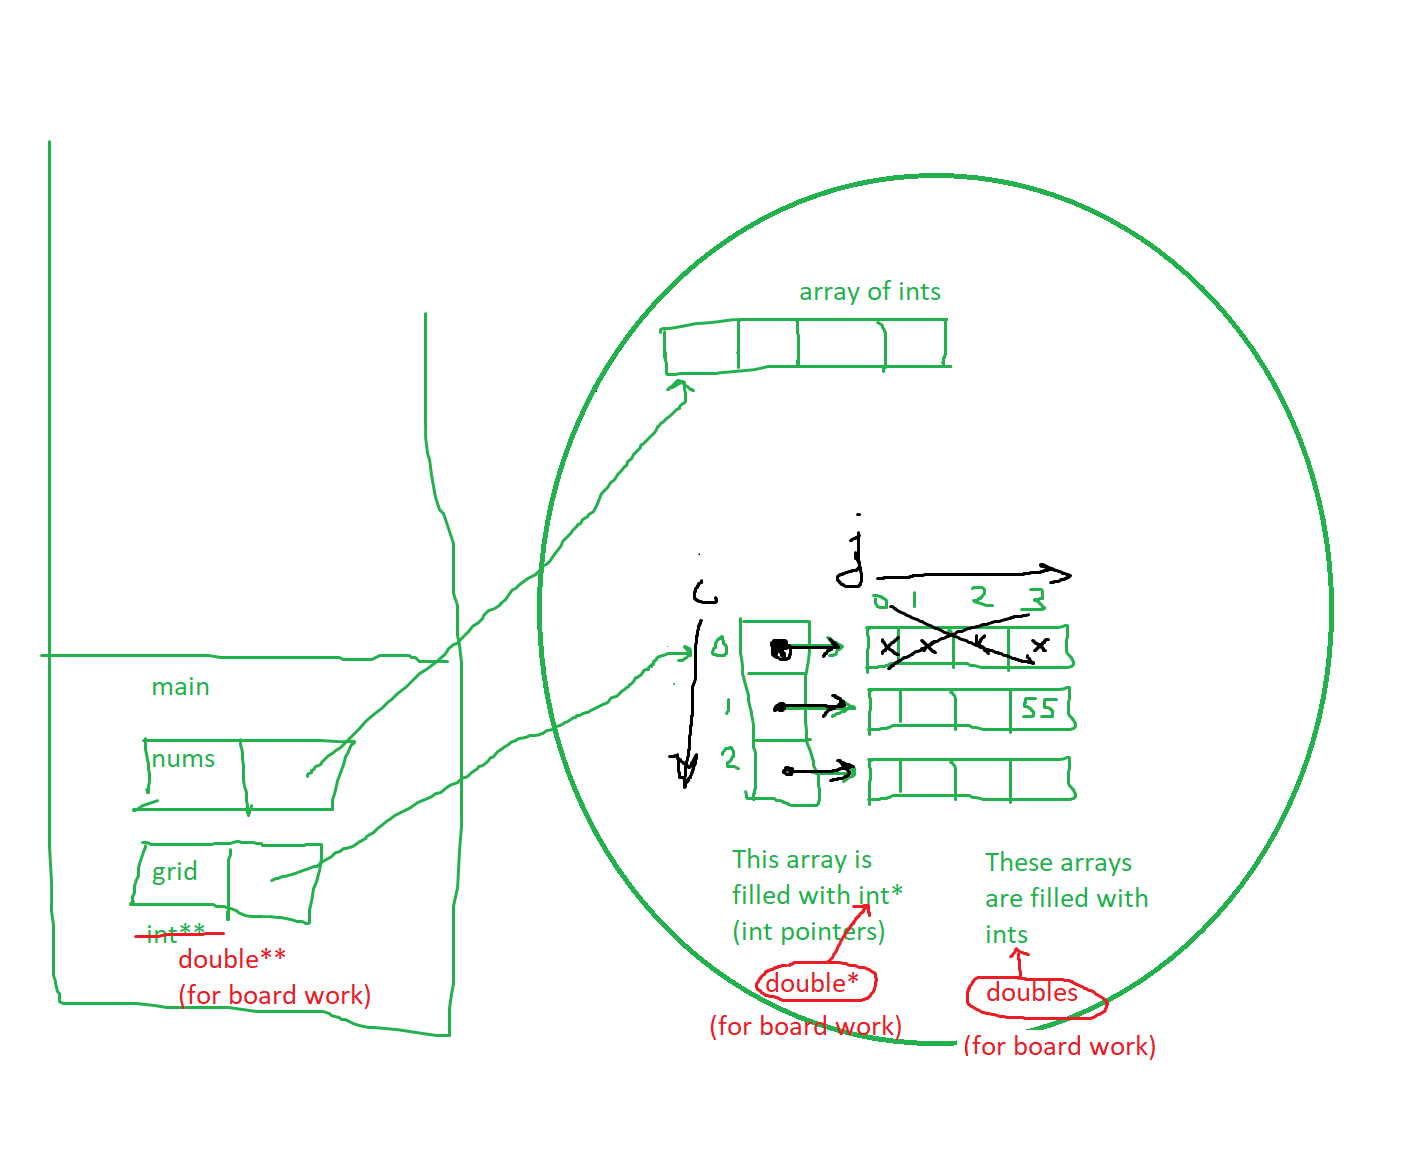 array of ints
j
i
0 1 2 3
0
X X X X
1
55
2
main
nums
grid
int**
double**
(for board work)
This array is
filled with int*
(int pointers)
double*
(for board work)
These arrays
are filled with
ints
doubles
(for board work)